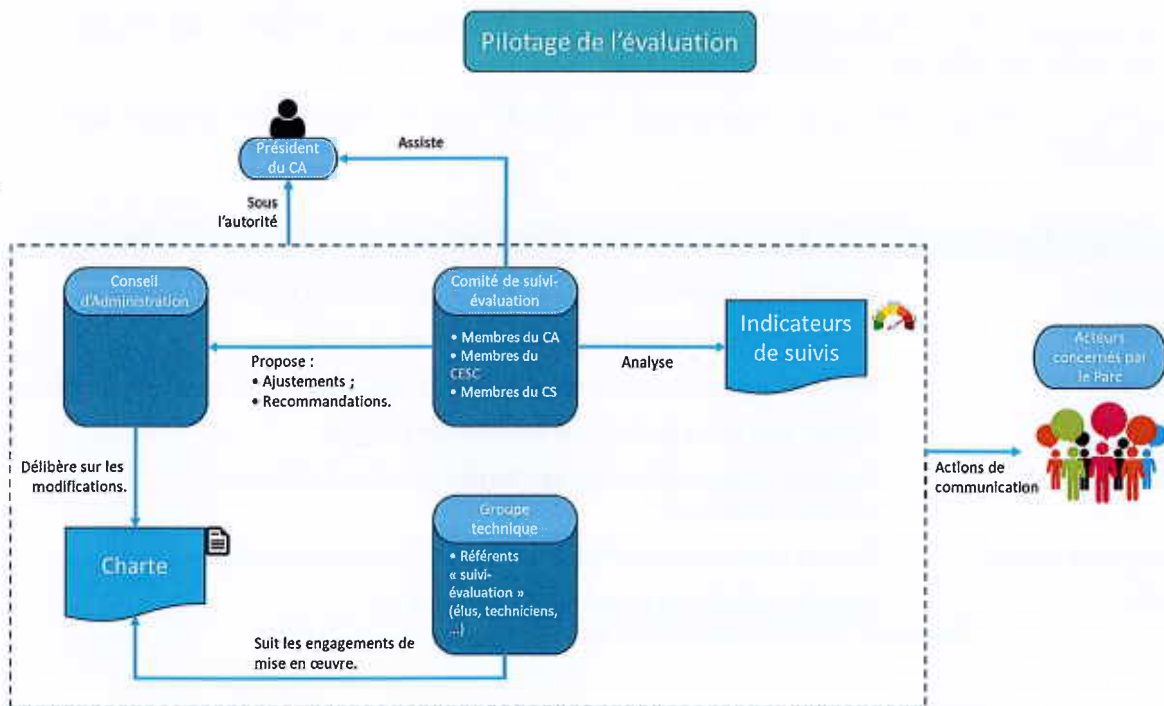 Pilotage de l'évaluation
Président
du CA
Assiste
Sous
l'autorité
Conseil
d'Administration
Comité de suivi-
évaluation
• Membres du CA
• Membres du
CESC
• Membres du CS
Propose :
• Ajustements ;
• Recommandations.
Analyse
Indicateurs
de suivis
Acteurs
concernés par
le Parc
Actions de
communication
Délibère sur les
modifications.
Charte
Groupe
technique
• Référents
« suivi-
évaluation »
(élus, techniciens,
...)
Suit les engagements de
mise en œuvre.